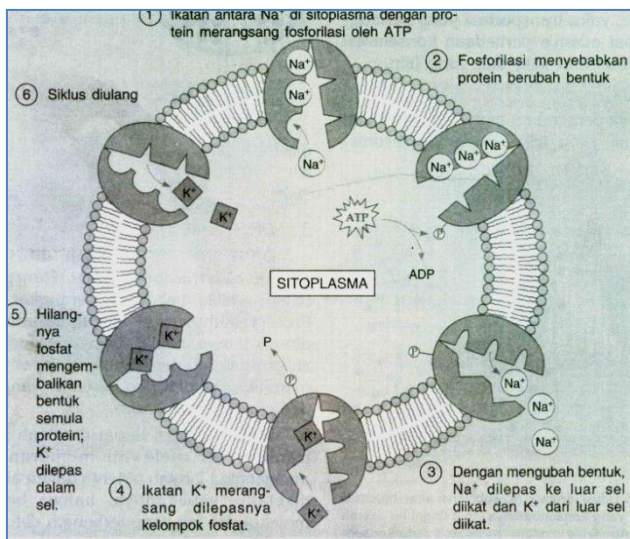 ① Ikatan antara Na⁺ di sitoplasma dengan pro-
tein merangsang fosforilasi oleh ATP
② Fosforilasi menyebabkan
protein berubah bentuk
⑥ Siklus diulang
Na⁺
Na⁺
Na⁺
Na⁺
Na⁺
Na⁺
K⁺
K⁺
ATP
P
ADP
SITOPLASMA
5 Hilang-
nya
fosfat
mengem-
balikan
bentuk
semula
protein;
K⁺
dilepas
dalam
sel.
K⁺
K⁺
P
P
K⁺
K⁺
P
Na⁺
Na⁺
Na⁺
④ Ikatan K⁺ merang-
sang dilepasnya
kelompok fosfat.
③ Dengan mengubah bentuk,
Na⁺ dilepas ke luar sel
diikat dan K⁺ dari luar sel
diikat.